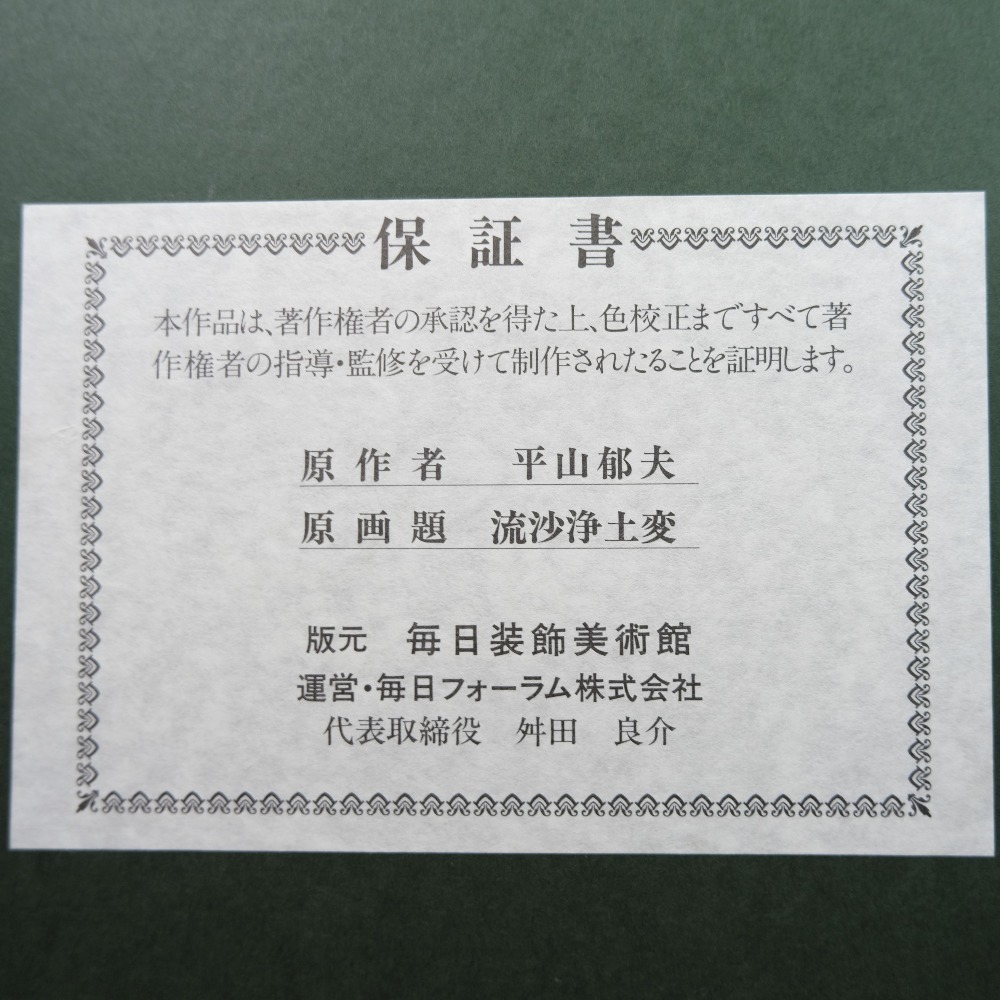 保証書
本作品は、著作権者の承認を得た上、色校正まですべて著
作権者の指導・監修を受けて制作されたることを証明します。
原作者 平山郁夫
原画題 流沙浄土変
版元 毎日装飾美術館
運営・毎日フォーラム株式会社
代表取締役 舛田 良介